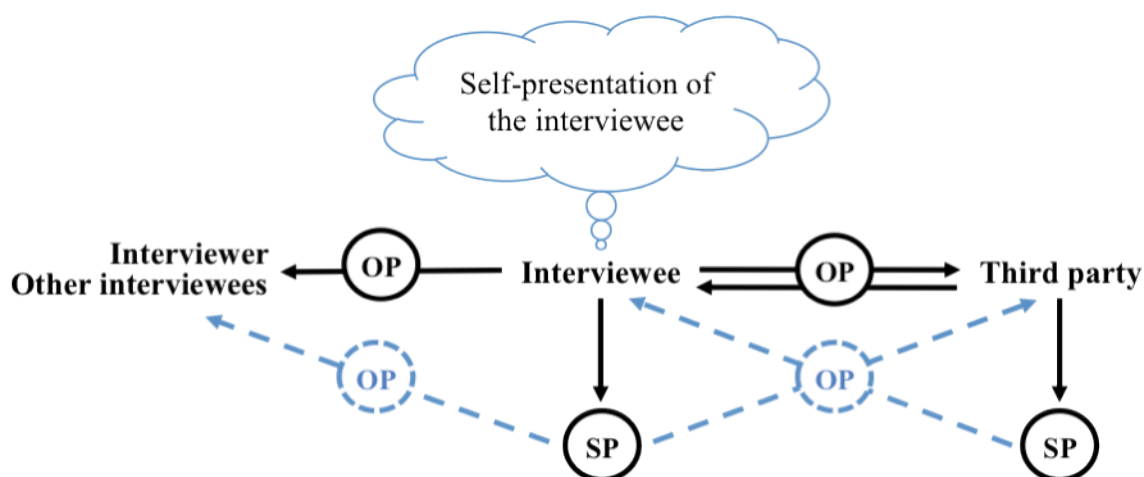 Self-presentation of
the interviewee
Interviewer
Other interviewees
OP
Interviewee
OP
Third party
OP
OP
SP
SP